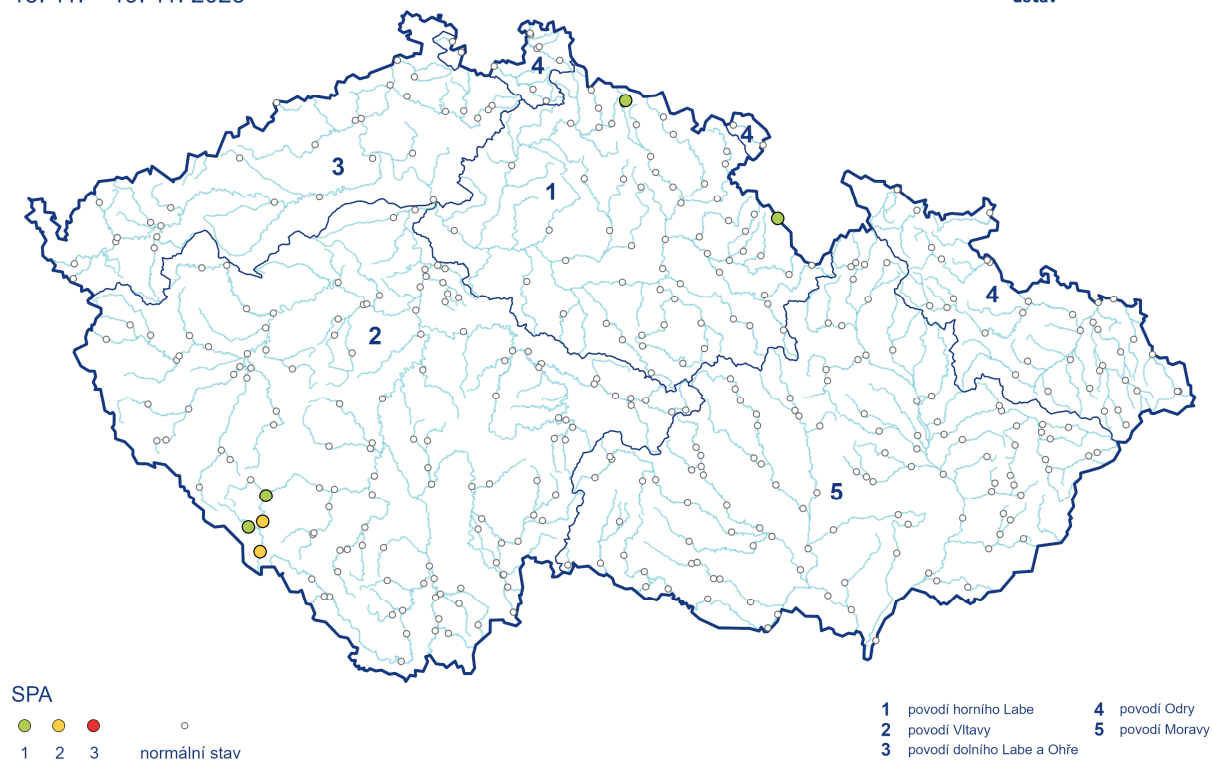 ústav
4
4
3
1
4
2
5
SPA
1 2 3 normální stav
1 povodí horního Labe
2 povodí Vltavy
3 povodí dolního Labe a Ohře
4 povodí Odry
5 povodí Moravy